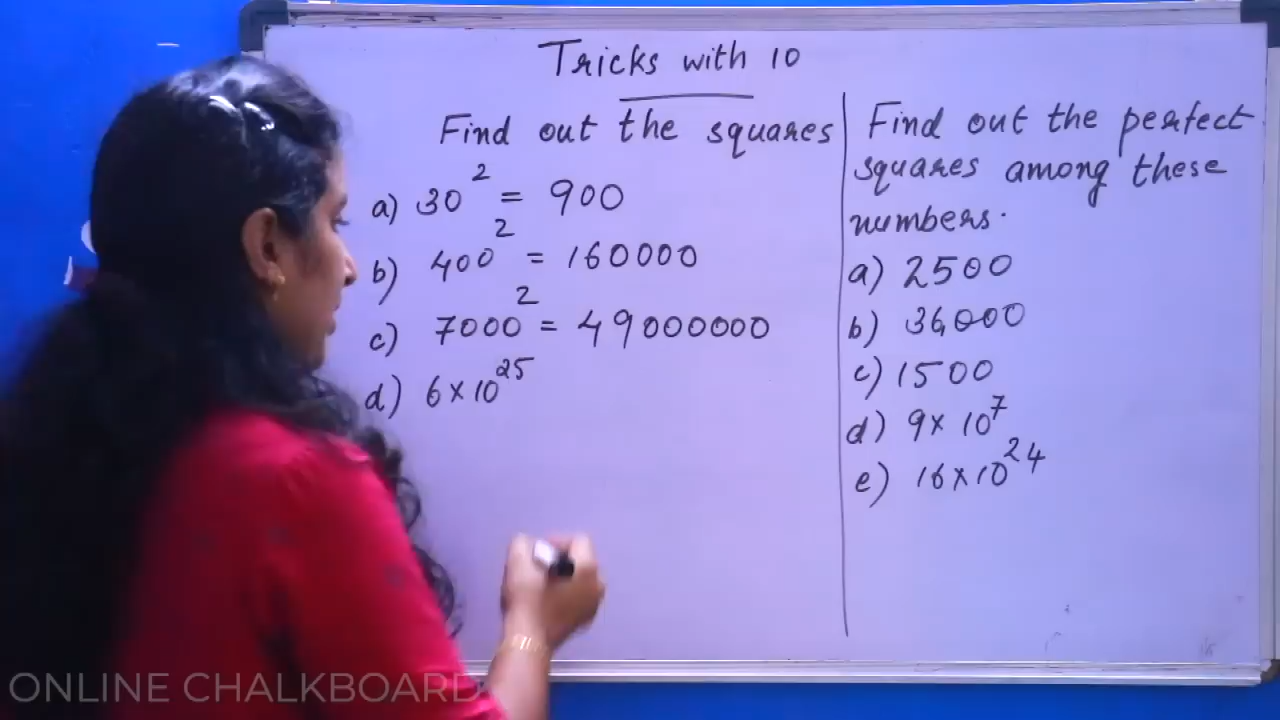 Tricks with 10
Find out the squares
a) 30² = 900
b) 400² = 160000
c) 7000² = 49000000
d) 6×10²⁵
Find out the perfect
squares among these
numbers.
a) 2500
b) 36000
c) 1500
d) 9× 10⁷
e) 16×10²⁴
ONLINE CHALKBOARD